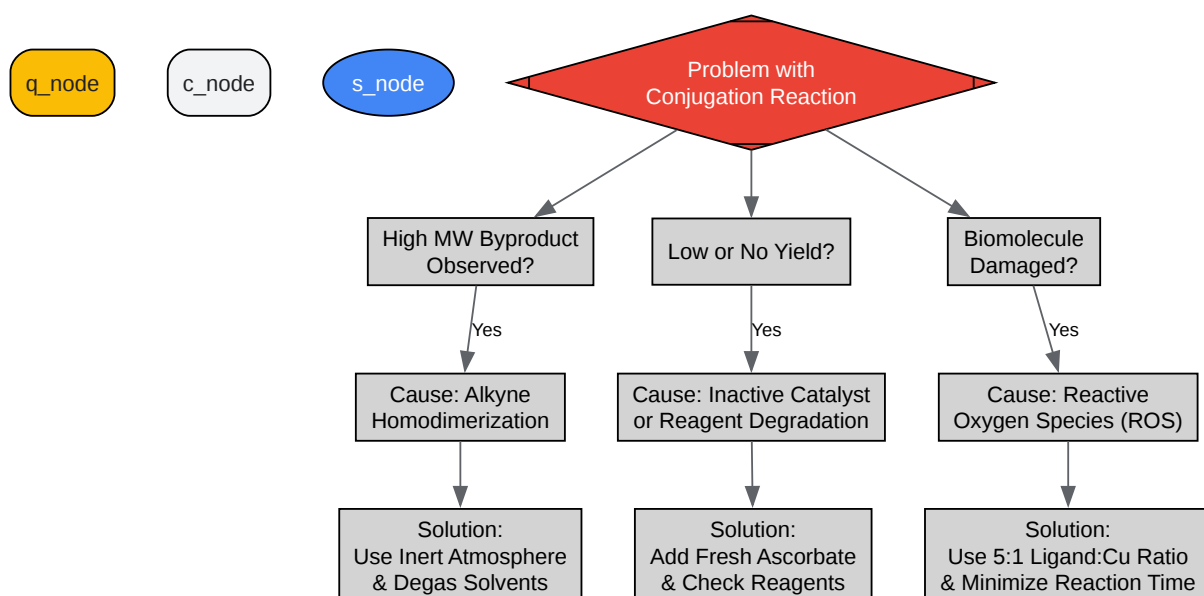 q_node
c_node
s_node
Problem with
Conjugation Reaction
High MW Byproduct
Observed?
Low or No Yield?
Biomolecule
Damaged?
Yes
Yes
Yes
Cause: Alkyne
Homodimerization
Cause: Inactive Catalyst
or Reagent Degradation
Cause: Reactive
Oxygen Species (ROS)
Solution:
Use Inert Atmosphere
& Degas Solvents
Solution:
Add Fresh Ascorbate
& Check Reagents
Solution:
Use 5:1 Ligand:Cu Ratio
& Minimize Reaction Time